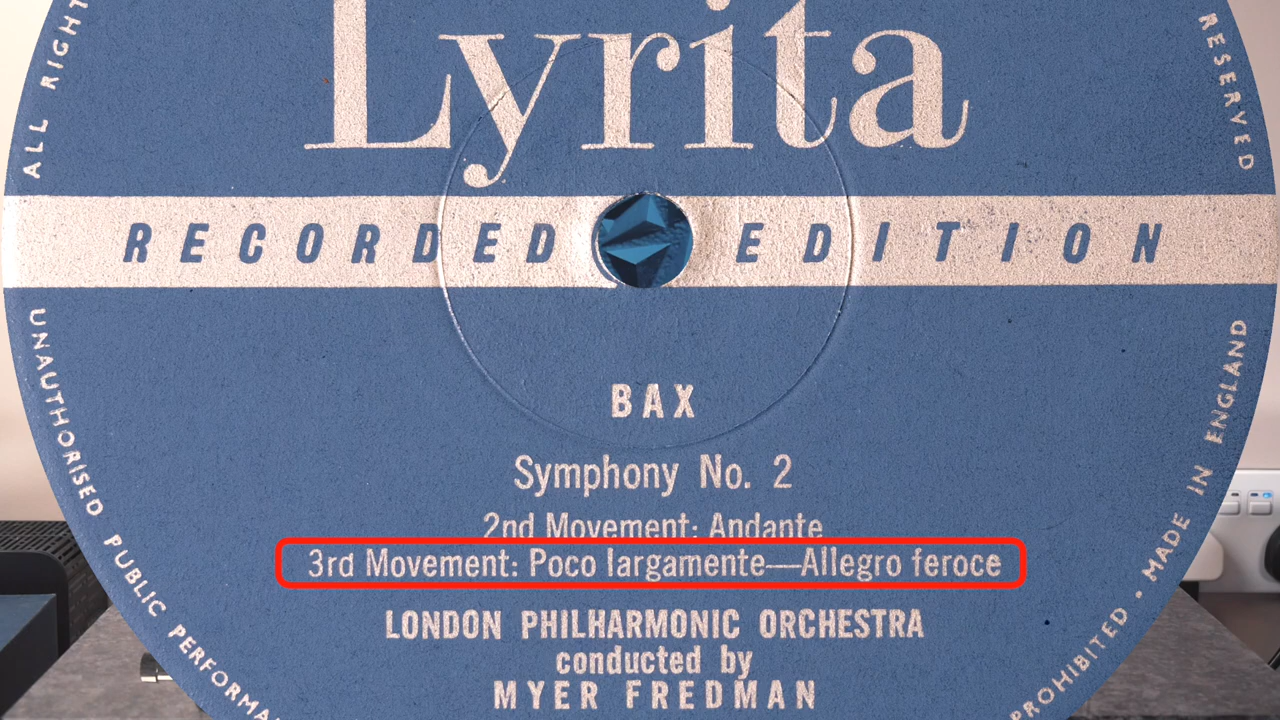 Lyrita
RECORDED EDITION
BAX
Symphony No. 2
2nd Movement: Andante
3rd Movement: Poco largamente—Allegro feroce
LONDON PHILHARMONIC ORCHESTRA
conducted by
MYER FREDMAN
ALL RIGHT
RESERVED
UNAUTHORISED PUBLIC
PROHIBITED • MADE IN ENGLAND